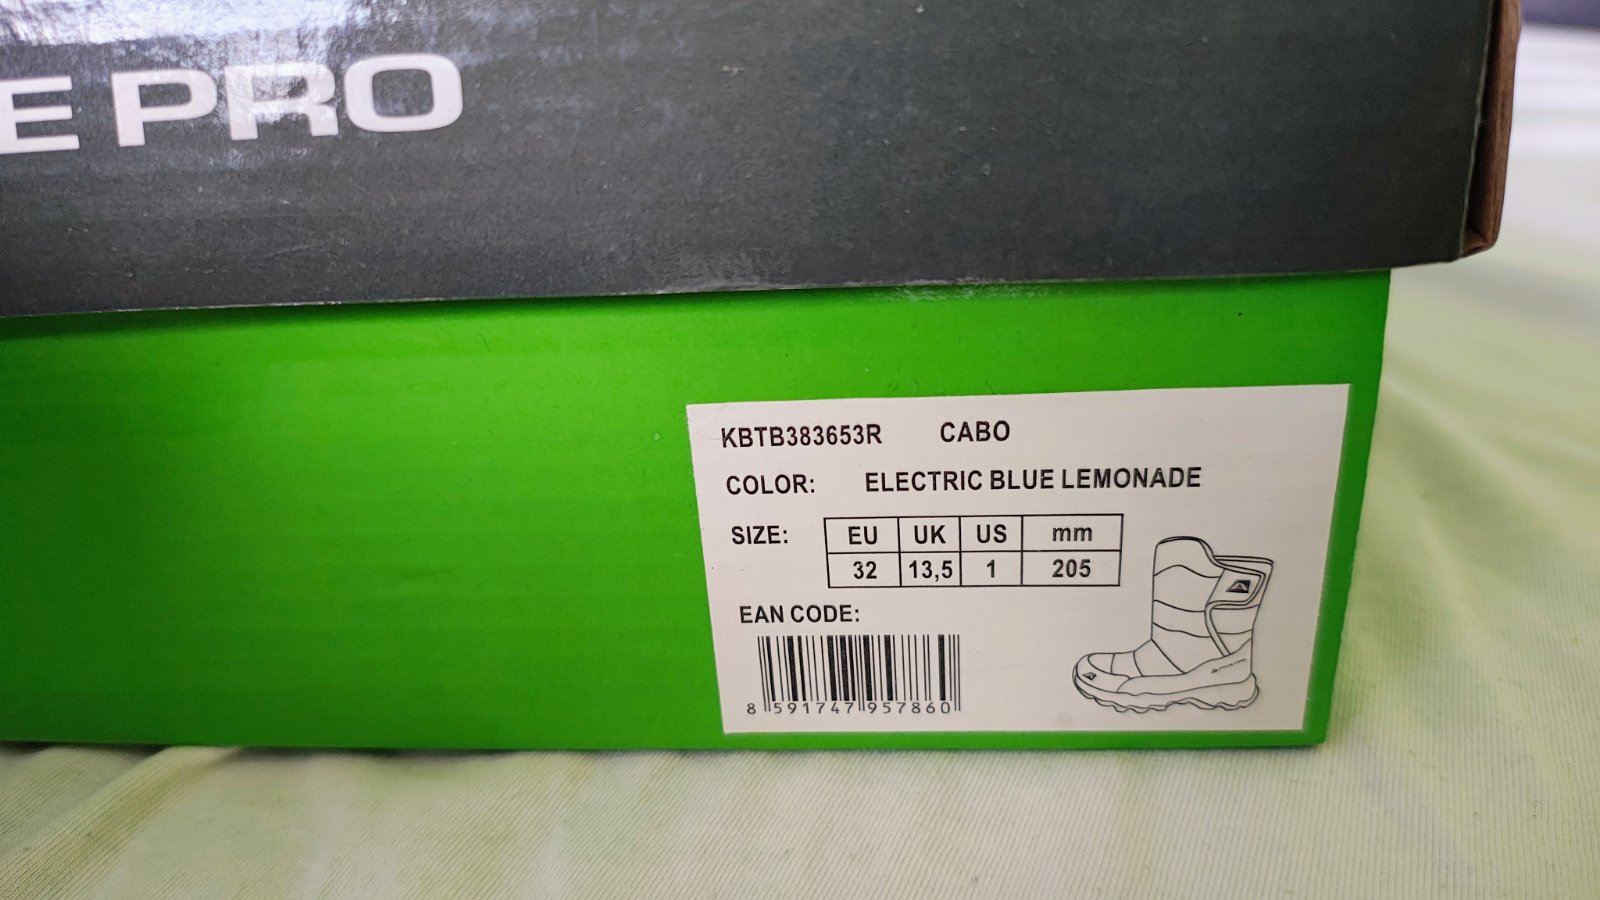 E PRO
KBTB383653R CABO
COLOR: ELECTRIC BLUE LEMONADE
SIZE: EU UK US mm
32 13,5 1 205
EAN CODE:
8 591747 957860